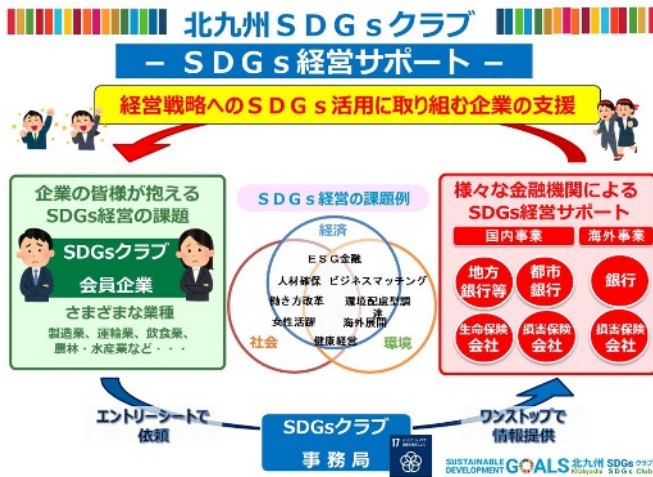 北九州ＳＤＧｓクラブ
－ ＳＤＧｓ経営サポート －
経営戦略へのＳＤＧｓ活用に取り組む企業の支援
企業の皆様が抱える
SDGs経営の課題
SDGsクラブ
会員企業
さまざまな業種
製造業、運輸業、飲食業、
農林・水産業など・・・
ＳＤＧｓ経営の課題例
経済
ＥＳＧ金融
人材確保 ビジネスマッチング
働き方改革 環境配慮型調
達
女性活躍 海外展開
社会 健康経営 環境
様々な金融機関による
SDGs経営サポート
国内事業 海外事業
地方
銀行等
都市
銀行
銀行
生命保険
会社
損害保険
会社
損害保険
会社
エントリーシートで
依頼
SDGsクラブ
事務局
17
ワンストップで
情報提供
SUSTAINABLE
DEVELOPMENT GOALS
北九州 SDGs クラブ
Kitakyushu SDGs Club